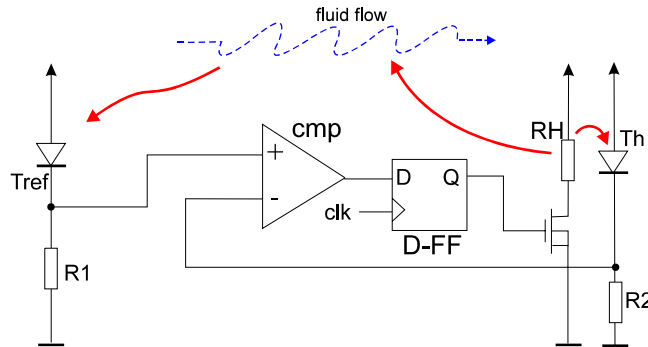 fluid flow
cmp
RH
Th
Tref
+
-
D
Q
clk
D-FF
R1
R2